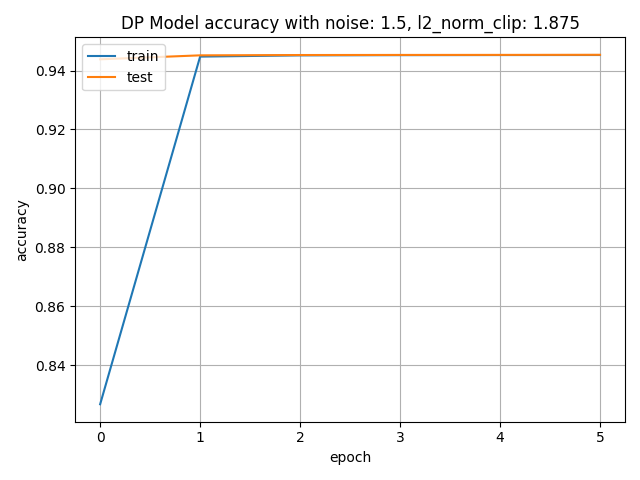 DP Model accuracy with noise: 1.5, l2_norm_clip: 1.875
train
test
accuracy
0.94
0.92
0.90
0.88
0.86
0.84
0 1 2 3 4 5
epoch